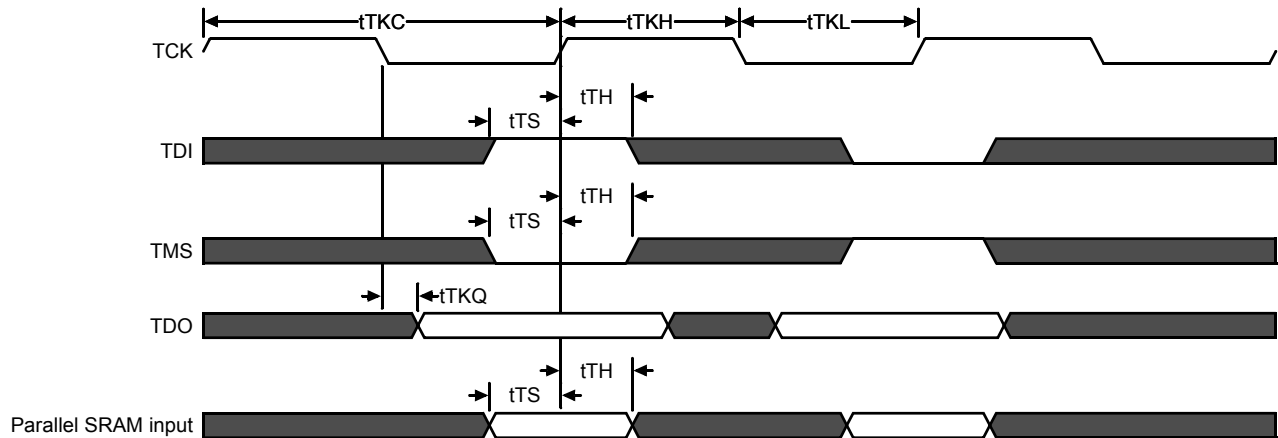 tTKC tTKH tTKL
TCK
tTH
tTS
TDI
tTH
tTS
TMS
tTKQ
TDO
tTH
tTS
Parallel SRAM input